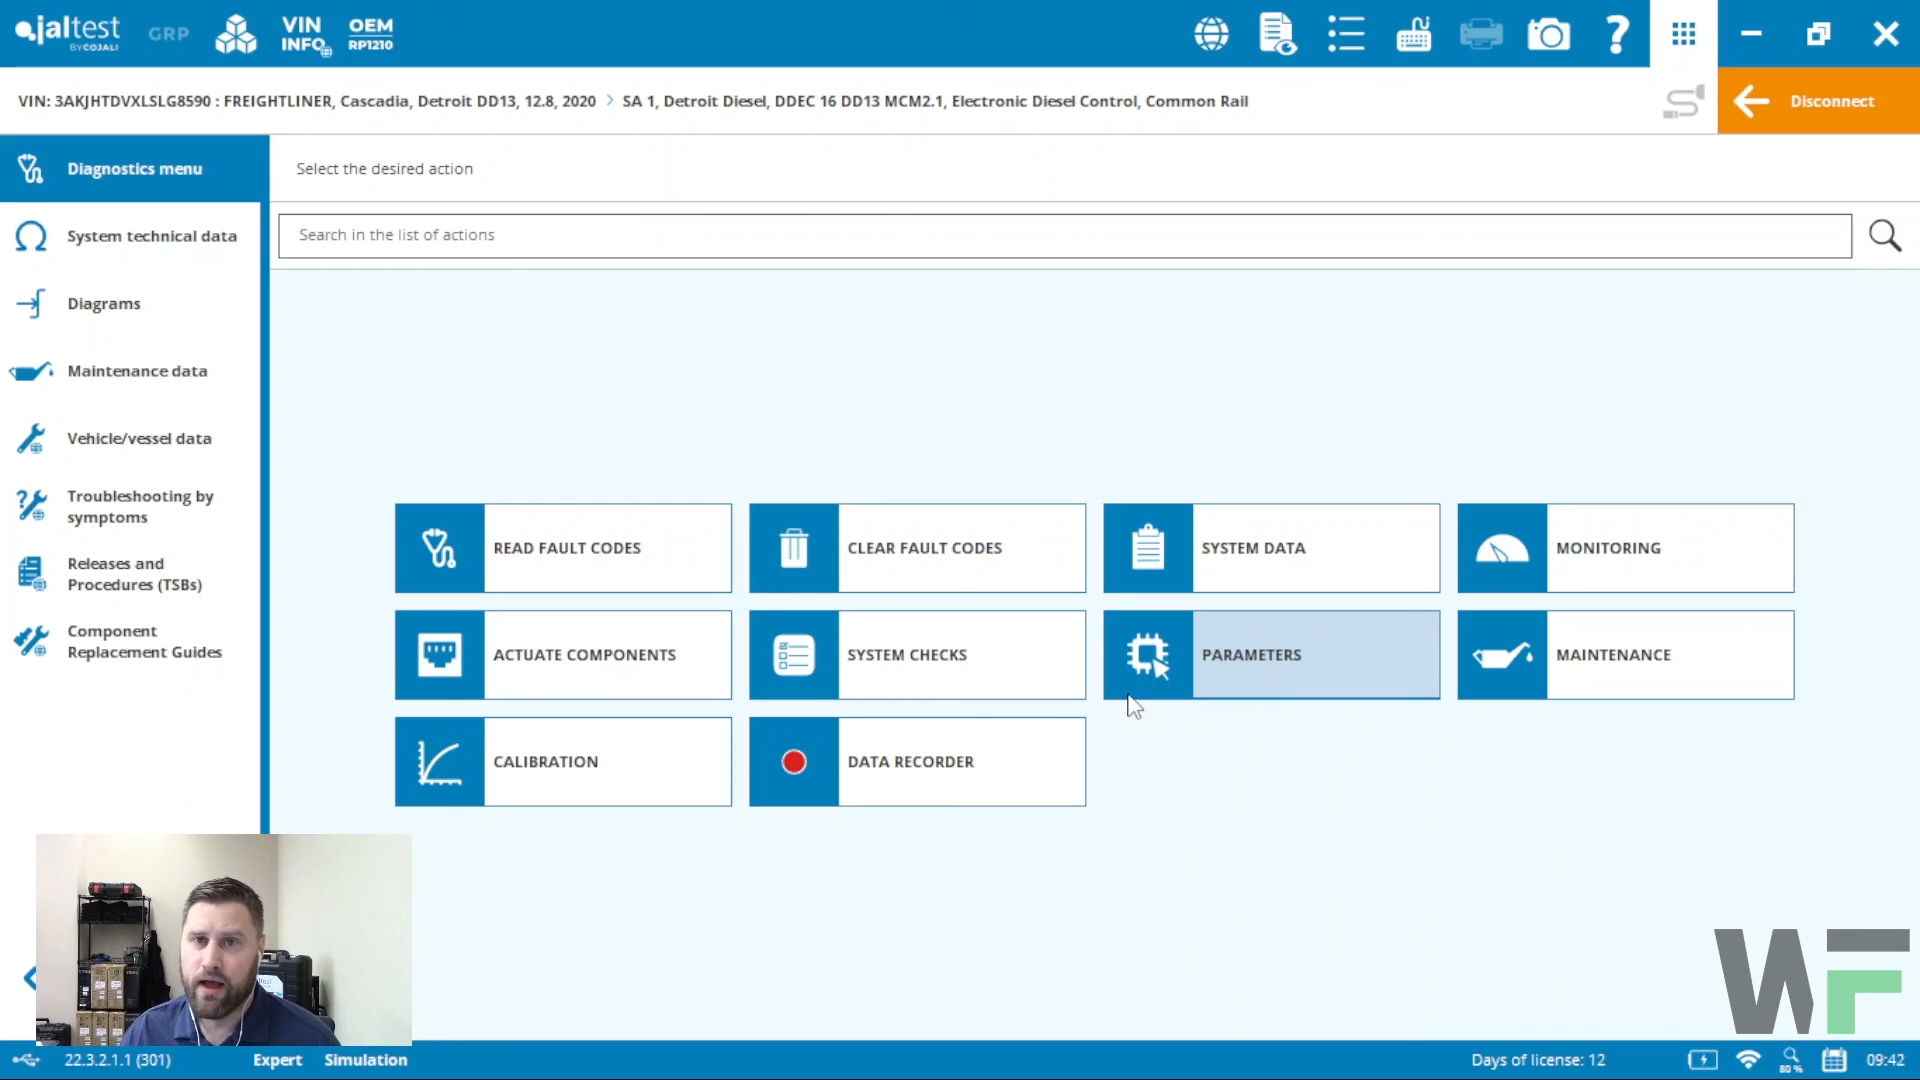 jaltest
BY COJALI
GRP
VIN
INFO
OEM
RP1210
VIN: 3AKJHTDVXLSLG8590 : FREIGHTLINER, Cascadia, Detroit DD13, 12.8, 2020 > SA 1, Detroit Diesel, DDEC 16 DD13 MCM2.1, Electronic Diesel Control, Common Rail
Disconnect
Diagnostics menu
System technical data
Diagrams
Maintenance data
Vehicle/vessel data
Troubleshooting by
symptoms
Releases and
Procedures (TSBs)
Component
Replacement Guides
Select the desired action
Search in the list of actions
READ FAULT CODES
CLEAR FAULT CODES
SYSTEM DATA
MONITORING
ACTUATE COMPONENTS
SYSTEM CHECKS
PARAMETERS
MAINTENANCE
CALIBRATION
DATA RECORDER
WF
22.3.2.1.1 (301)
Expert
Simulation
Days of license: 12
80 %
09:42